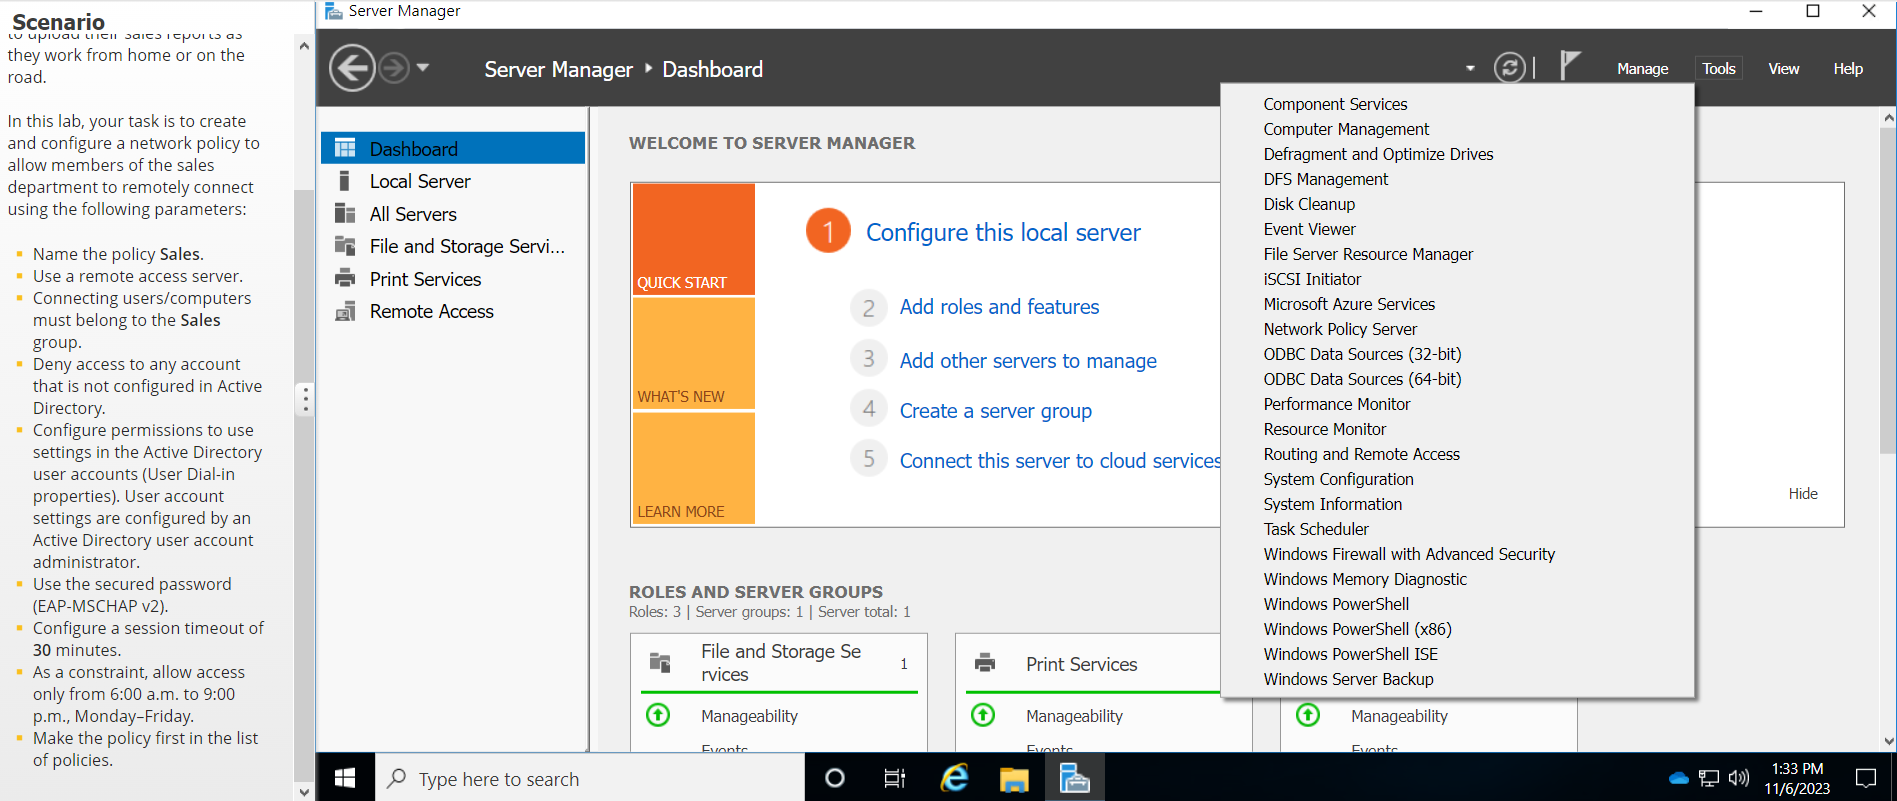 Scenario
to upload their sales reports as
they work from home or on the
road.
In this lab, your task is to create
and configure a network policy to
allow members of the sales
department to remotely connect
using the following parameters:
Name the policy Sales.
Use a remote access server.
Connecting users/computers
must belong to the Sales
group.
Deny access to any account
that is not configured in Active
Directory.
Configure permissions to use
settings in the Active Directory
user accounts (User Dial-in
properties). User account
settings are configured by an
Active Directory user account
administrator.
Use the secured password
(EAP-MSCHAP v2).
Configure a session timeout of
30 minutes.
As a constraint, allow access
only from 6:00 a.m. to 9:00
p.m., Monday–Friday.
Make the policy first in the list
of policies.
Server Manager
Server Manager
Dashboard
Manage
Tools
View
Help
Dashboard
Local Server
All Servers
File and Storage Servi...
Print Services
Remote Access
WELCOME TO SERVER MANAGER
QUICK START
WHAT'S NEW
LEARN MORE
1 Configure this local server
2 Add roles and features
3 Add other servers to manage
4 Create a server group
5 Connect this server to cloud services
Hide
ROLES AND SERVER GROUPS
Roles: 3 | Server groups: 1 | Server total: 1
File and Storage Se
rvices
1
Manageability
Events
Print Services
Manageability
Events
Manageability
Events
Component Services
Computer Management
Defragment and Optimize Drives
DFS Management
Disk Cleanup
Event Viewer
File Server Resource Manager
iSCSI Initiator
Microsoft Azure Services
Network Policy Server
ODBC Data Sources (32-bit)
ODBC Data Sources (64-bit)
Performance Monitor
Resource Monitor
Routing and Remote Access
System Configuration
System Information
Task Scheduler
Windows Firewall with Advanced Security
Windows Memory Diagnostic
Windows PowerShell
Windows PowerShell (x86)
Windows PowerShell ISE
Windows Server Backup
Type here to search
1:33 PM
11/6/2023